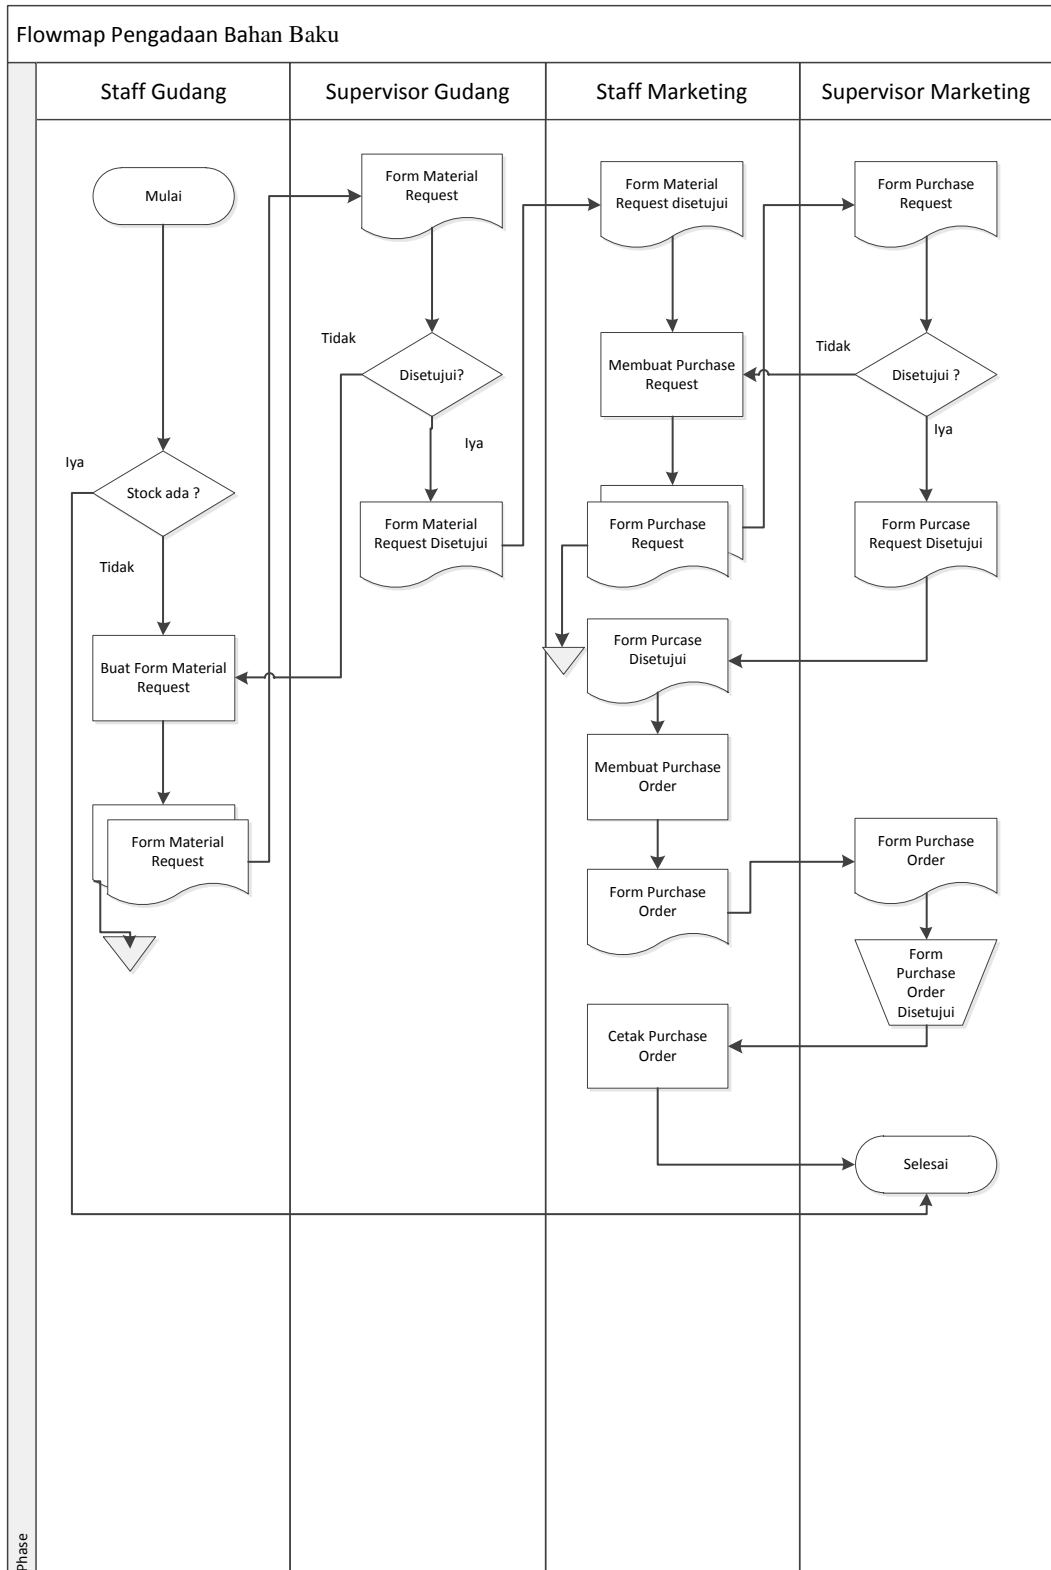 Flowmap Pengadaan Bahan Baku
Staff Gudang
Supervisor Gudang
Staff Marketing
Supervisor Marketing
Mulai
Iya
Stock ada ?
Tidak
Buat Form Material
Request
Form Material
Request
Form Material
Request
Tidak
Disetujui?
Iya
Form Material
Request Disetujui
Form Material
Request disetujui
Membuat Purchase
Request
Form Purchase
Request
Form Purcase
Disetujui
Membuat Purchase
Order
Form Purchase
Order
Cetak Purchase
Order
Form Purchase
Request
Tidak
Disetujui ?
Iya
Form Purcase
Request Disetujui
Form Purchase
Order
Form
Purchase
Order
Disetujui
Selesai
Phase